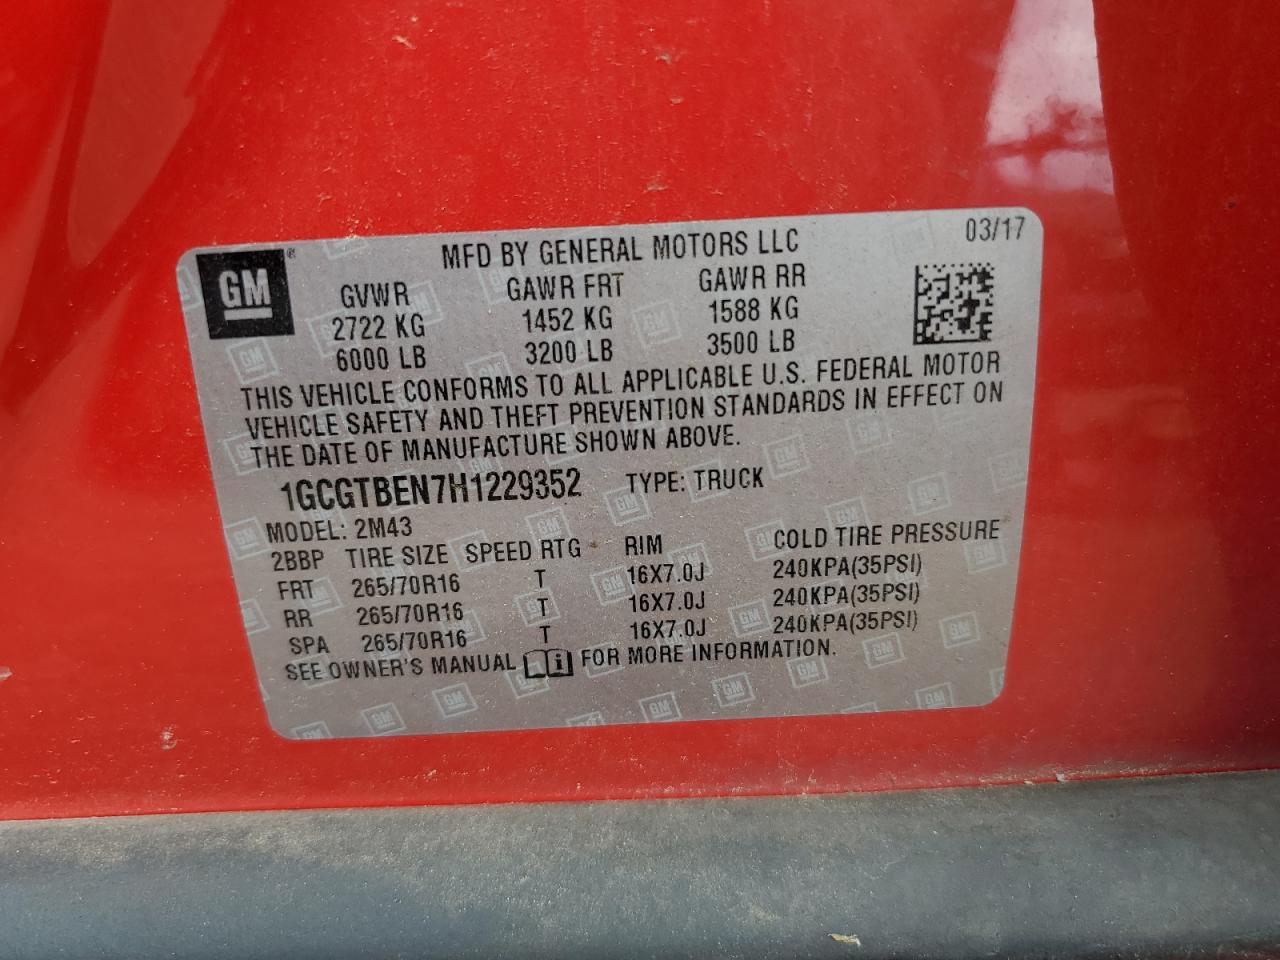 GM
MFD BY GENERAL MOTORS LLC
03/17
GVWR GAWR FRT GAWR RR
2722 KG 1452 KG 1588 KG
6000 LB 3200 LB 3500 LB
THIS VEHICLE CONFORMS TO ALL APPLICABLE U.S. FEDERAL MOTOR
VEHICLE SAFETY AND THEFT PREVENTION STANDARDS IN EFFECT ON
THE DATE OF MANUFACTURE SHOWN ABOVE.
1GCGTBEN7H1229352 TYPE: TRUCK
MODEL: 2M43
2BBP TIRE SIZE SPEED RTG RIM COLD TIRE PRESSURE
FRT 265/70R16 T 16X7.0J 240KPA(35PSI)
RR 265/70R16 T 16X7.0J 240KPA(35PSI)
SPA 265/70R16 T 16X7.0J 240KPA(35PSI)
SEE OWNER'S MANUAL FOR MORE INFORMATION.